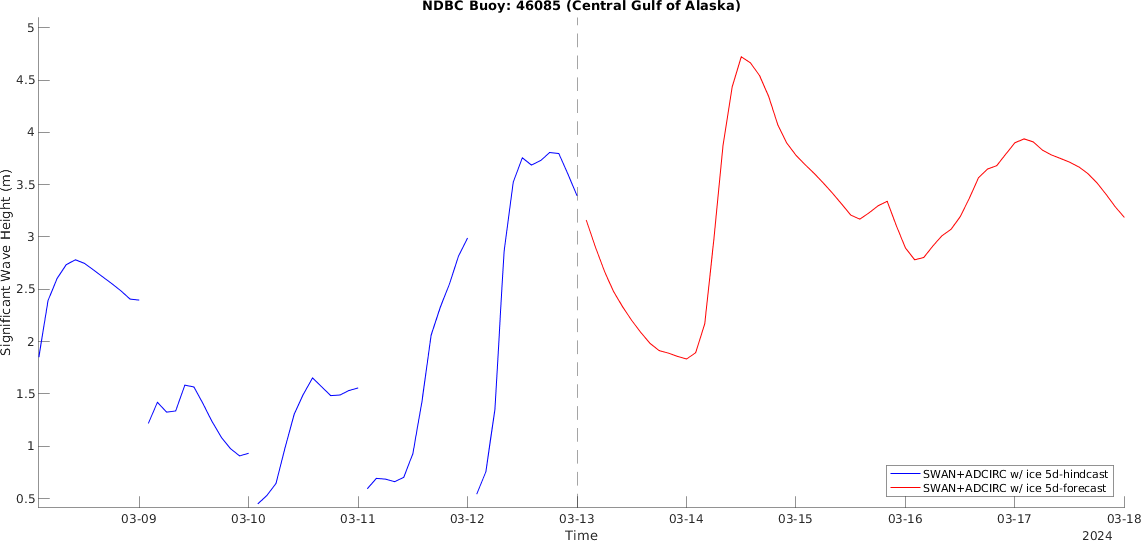 NDBC Buoy: 46085 (Central Gulf of Alaska)
5
4.5
4
3.5
3
2.5
2
1.5
1
0.5
Significant Wave Height (m)
SWAN+ADCIRC w/ ice 5d-hindcast
SWAN+ADCIRC w/ ice 5d-forecast
03-09 03-10 03-11 03-12 03-13 03-14 03-15 03-16 03-17 03-18
Time
2024